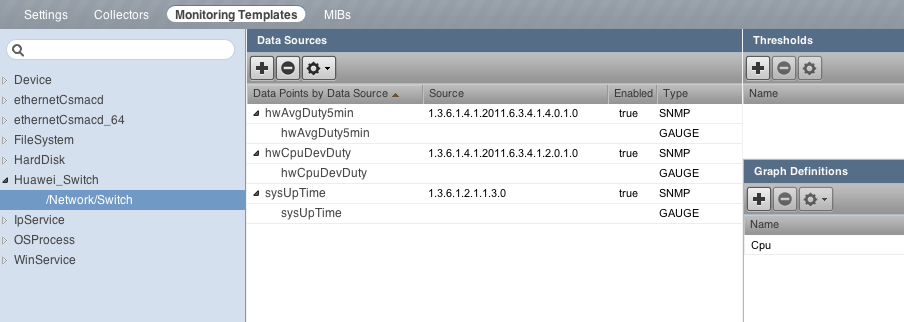 Settings Collectors Monitoring Templates MIBs
Device
ethernetCsmacd
ethernetCsmacd_64
FileSystem
HardDisk
Huawei_Switch
/Network/Switch
IpService
OSProcess
WinService
Data Sources
Data Points by Data Source Source Enabled Type
hwAvgDuty5min 1.3.6.1.4.1.2011.6.3.4.1.4.0.1.0 true SNMP
hwAvgDuty5min GAUGE
hwCpuDevDuty 1.3.6.1.4.1.2011.6.3.4.1.2.0.1.0 true SNMP
hwCpuDevDuty GAUGE
sysUpTime 1.3.6.1.2.1.1.3.0 true SNMP
sysUpTime GAUGE
Thresholds
Name
Graph Definitions
Name
Cpu